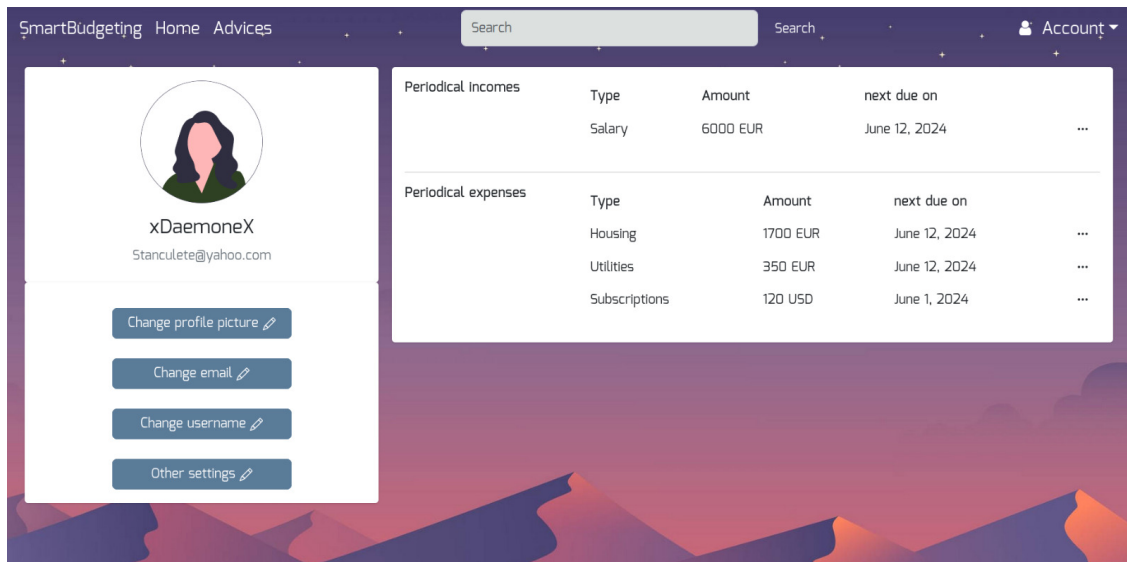 SmartBudgeting Home Advices Search Search Account
xDaemoneX
Stanculete@yahoo.com
Change profile picture
Change email
Change username
Other settings
Periodical incomes
Type Amount next due on
Salary 6000 EUR June 12, 2024 ...
Periodical expenses
Type Amount next due on
Housing 1700 EUR June 12, 2024 ...
Utilities 350 EUR June 12, 2024 ...
Subscriptions 120 USD June 1, 2024 ...